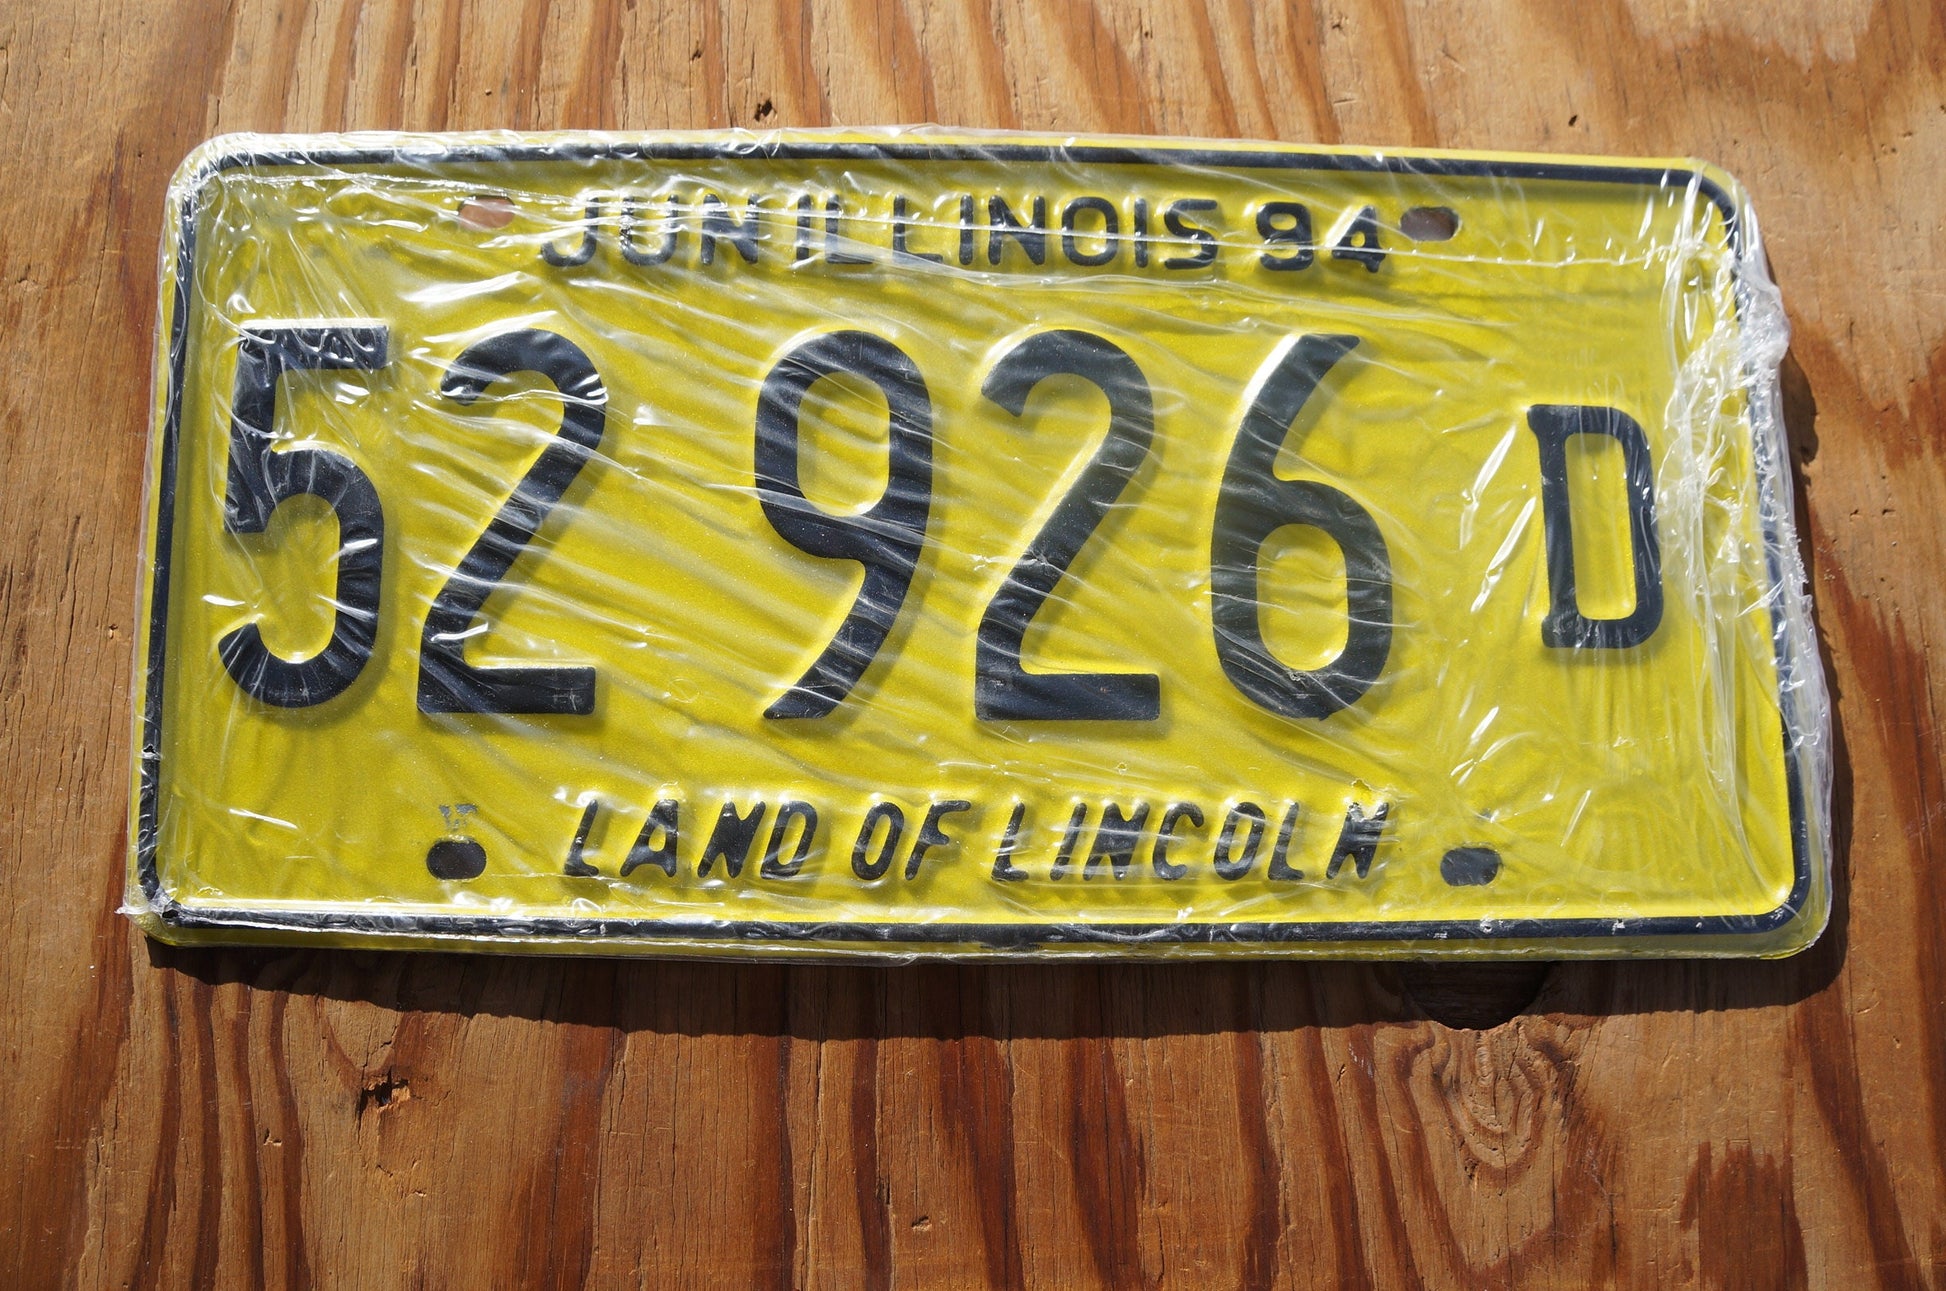 JUN ILLINOIS 94
52 926 D
LAND OF LINCOLN